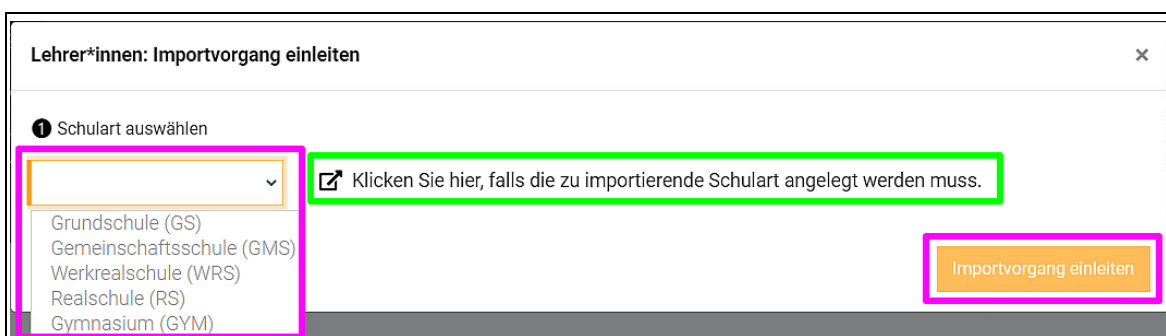 Lehrer*innen: Importvorgang einleiten ×
1 Schulart auswählen
Klicken Sie hier, falls die zu importierende Schulart angelegt werden muss.
Grundschule (GS)
Gemeinschaftsschule (GMS)
Werkrealschule (WRS)
Realschule (RS)
Gymnasium (GYM)
Importvorgang einleiten